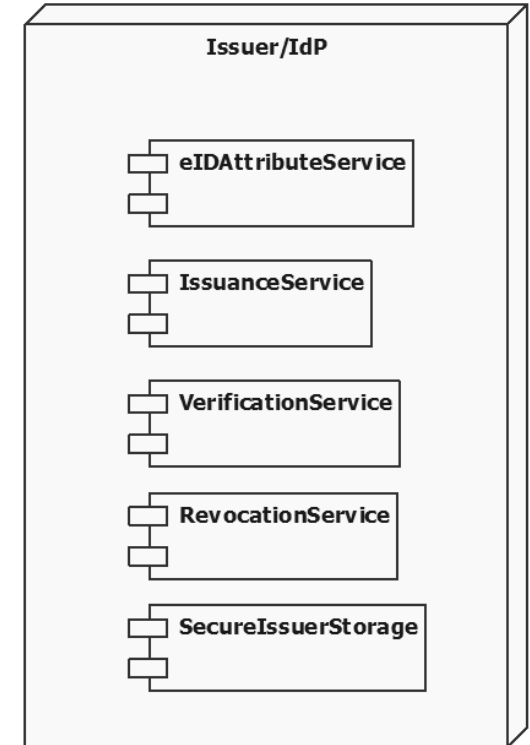 Issuer/IdP
eIDAttributeService
IssuanceService
VerificationService
RevocationService
SecureIssuerStorage